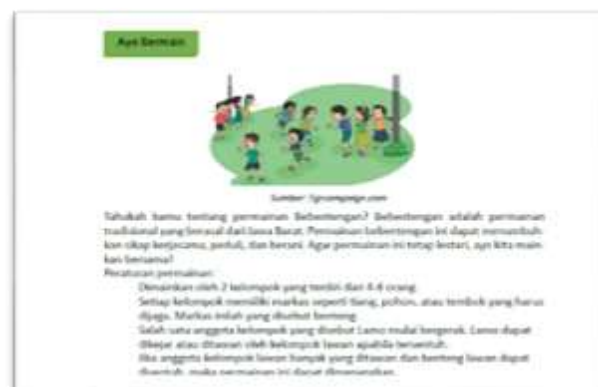 Ayo Bermain
Sumber:
Tahukah kamu tentang permainan Bebentengan? Bebentengan adalah permainan
tradisional yang berasal dari Jawa Barat. Permainan bebentengan ini dapat menumbuh-
kan sikap kerjasama, peduli, dan berani. Agar permainan ini tetap lestari, ayo kita main-
kan bersama!
Peraturan permainan:
Dimainkan oleh 2 kelompok yang terdiri dari 4-8 orang.
Setiap kelompok memiliki markas seperti tiang, pohon, atau tembok yang harus
dijaga. Markas inilah yang disebut benteng.
Salah satu anggota kelompok yang disebut mulai bergerak. dapat
dikejar atau ditawan oleh kelompok lawan apabila tersentuh.
Jika anggota kelompok lawan banyak yang ditawan dan benteng lawan dapat
disentuh, maka permainan ini dapat dimenangkan.